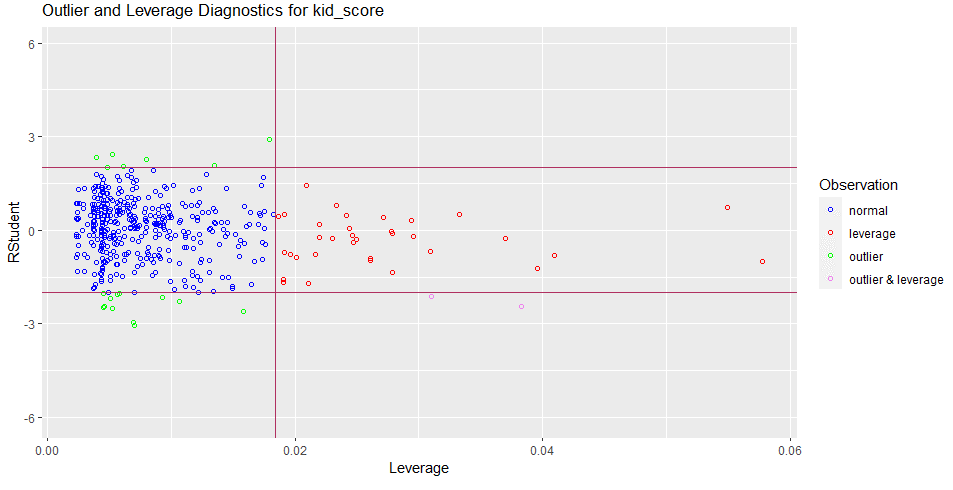 Outlier and Leverage Diagnostics for kid_score
6
3
0
-3
-6
RStudent
0.00
0.02
0.04
0.06
Leverage
Observation
normal
leverage
outlier
outlier & leverage